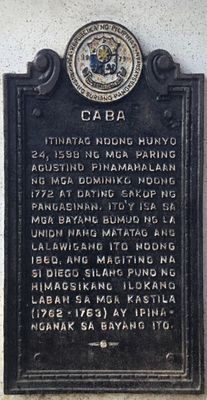 CABA
ITINATAG NOONG HUNYO
24, 1598 NG MGA PARING
AGUSTINO PINAMAHALAAN
NG MGA DOMINIKO NOONG
1772 AT DATING SAKOP NG
PANGASINAN. ITO'Y ISA SA
MGA BAYANG BUMUO NG LA
UNION NANG MATATAG ANG
LALAWIGANG ITO NOONG
1850, ANG MAGITING NA
SI DIEGO SILANG PUNO NG
HIMAGSIKANG ILOKANO
LABAN SA MGA KASTILA
(1762 - 1763) AY IPINA-
NGANAK SA BAYANG ITO.